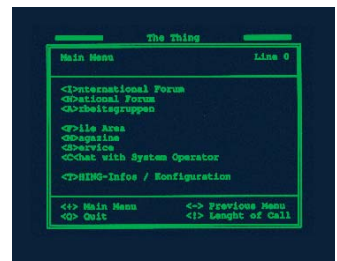 The Thing
Main Menu Line 0
<I>nternational Forum
<N>ational Forum
<A>rbeitsgruppen
<F>ile Area
<M>agazine
<S>ervice
<C>hat with System Operator
<T>HING-Infos / Konfiguration
<+> Main Menu <-> Previous Menu
<Q> Quit <!> Lenght of Call